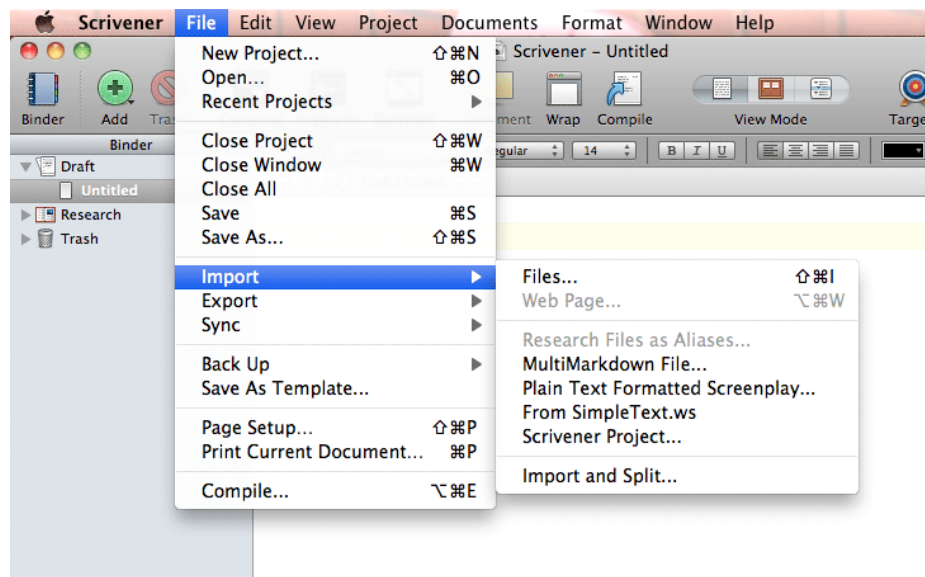 Scrivener File Edit View Project Documents Format Window Help
Scrivener – Untitled
Binder Add Wrap Compile View Mode
Binder
Draft
Untitled
Research
Trash
14 B I U
New Project... ⇧⌘N
Open... ⌘O
Recent Projects
Close Project ⇧⌘W
Close Window ⌘W
Close All
Save ⌘S
Save As... ⇧⌘S
Import
Export
Sync
Back Up
Save As Template...
Page Setup... ⇧⌘P
Print Current Document... ⌘P
Compile... ⌥⌘E
Files... ⇧⌘I
Web Page... ⌥⌘W
Research Files as Aliases...
MultiMarkdown File...
Plain Text Formatted Screenplay...
From SimpleText.ws
Scrivener Project...
Import and Split...